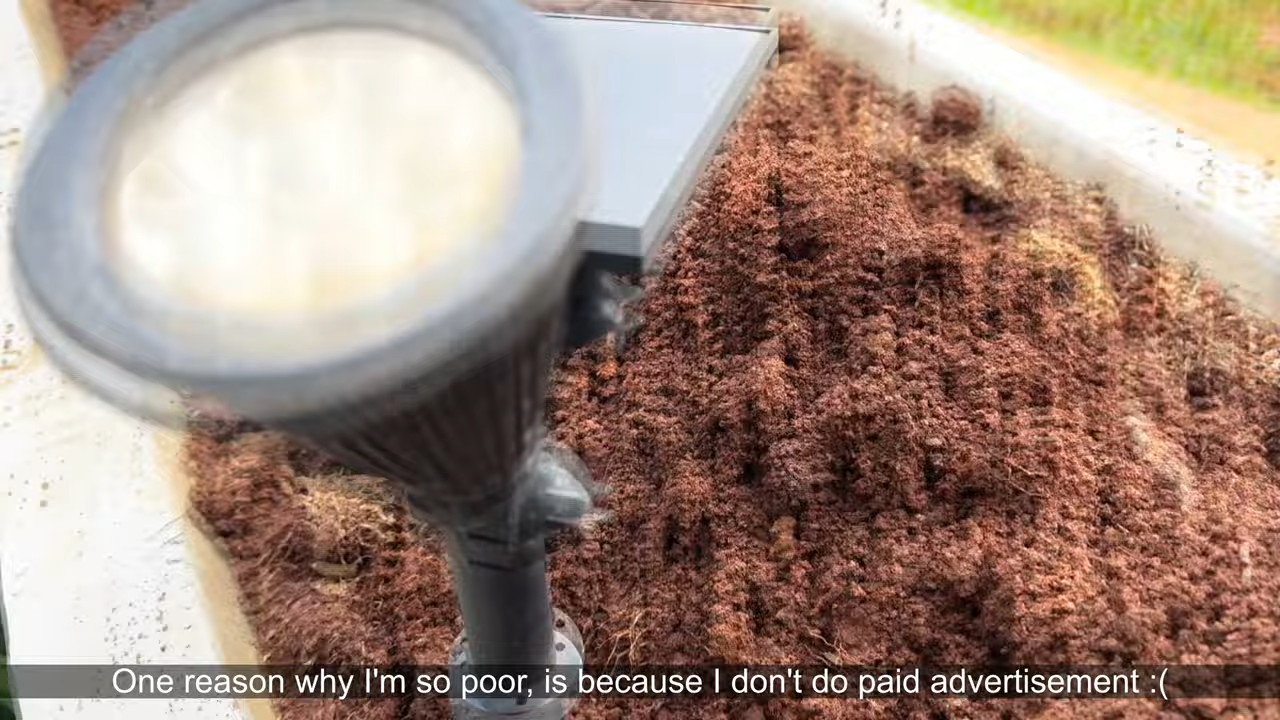 One reason why I'm so poor, is because I don't do paid advertisement :(